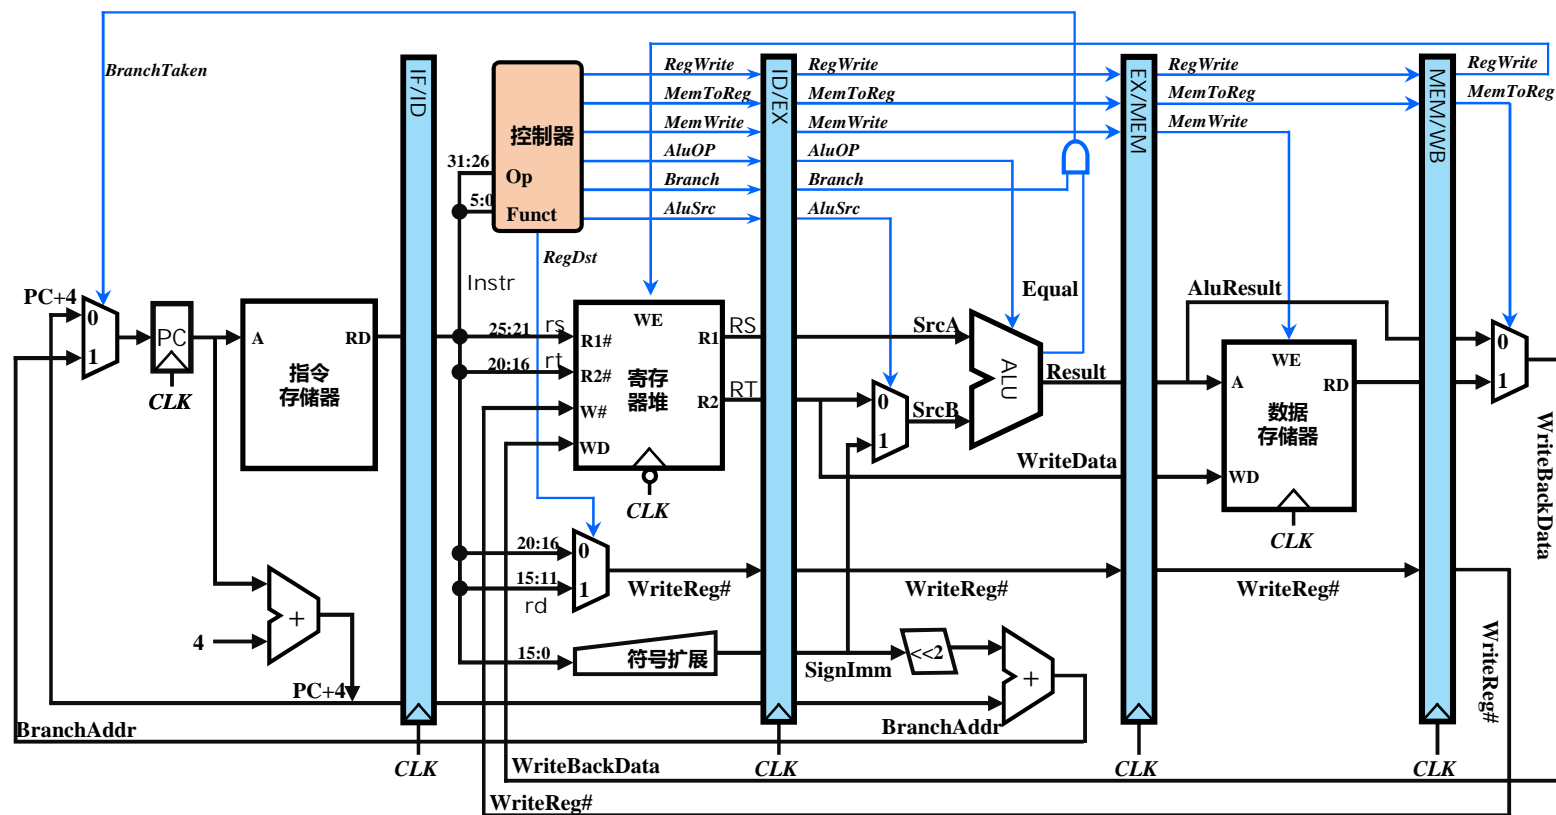 BranchTaken
IF/ID
控制器
31:26
Op
5:0
Funct
RegWrite
MemToReg
MemWrite
AluOP
Branch
AluSrc
RegDst
ID/EX
RegWrite
MemToReg
MemWrite
AluOP
Branch
AluSrc
EX/MEM
RegWrite
MemToReg
MemWrite
MEM/WB
RegWrite
MemToReg
PC+4
0
1
PC
CLK
A
RD
指令
存储器
Instr
25:21
rs
20:16
rt
WE
R1#
R2#
W#
WD
寄存
器堆
R1
R2
CLK
RS
RT
0
1
SrcA
SrcB
ALU
Equal
Result
WriteData
AluResult
WE
A
RD
数据
存储器
WD
CLK
0
1
WriteBackData
20:16
0
15:11
1
rd
WriteReg#
WriteReg#
WriteReg#
WriteReg#
4
+
PC+4
15:0
符号扩展
SignImm
<<2
+
BranchAddr
BranchAddr
CLK
CLK
CLK
CLK
WriteBackData
WriteReg#